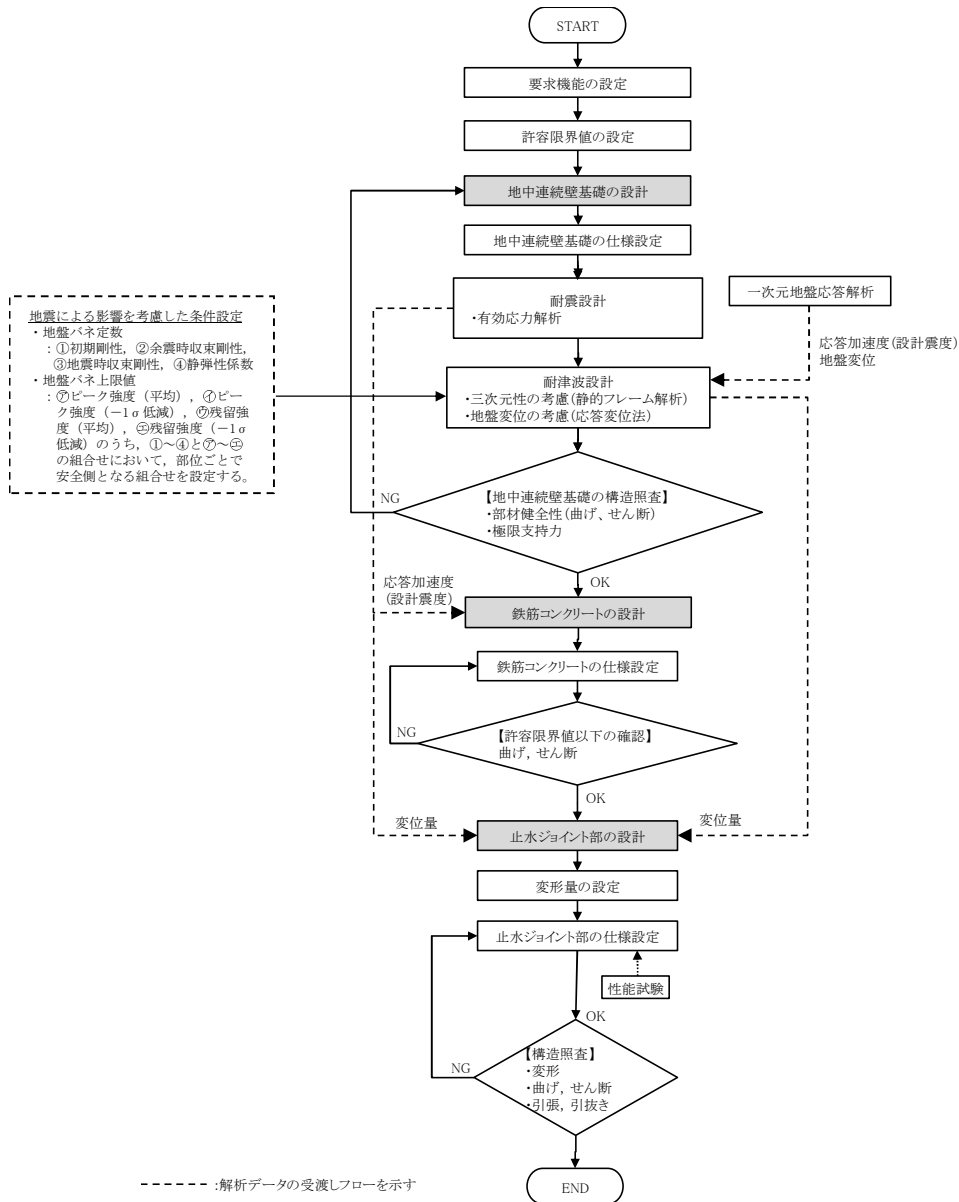 START
要求機能の設定
許容限界値の設定
地中連続壁基礎の設計
地中連続壁基礎の仕様設定
耐震設計
・有効応力解析
一次元地盤応答解析
応答加速度(設計震度)
地盤変位
地震による影響を考慮した条件設定
・地盤バネ定数
:①初期剛性，②余震時収束剛性，
③地震時収束剛性，④静弾性係数
・地盤バネ上限値
:㋐ピーク強度（平均），㋑ピー
ク強度（－1σ低減），㋒残留強
度（平均），㋓残留強度（－1σ
低減）のうち，①～④と㋐～㋓
の組合せにおいて，部位ごとで
安全側となる組合せを設定する。
耐津波設計
・三次元性の考慮(静的フレーム解析)
・地盤変位の考慮(応答変位法)
NG
【地中連続壁基礎の構造照査】
・部材健全性(曲げ、せん断)
・極限支持力
OK
応答加速度
(設計震度)
鉄筋コンクリートの設計
鉄筋コンクリートの仕様設定
NG
【許容限界値以下の確認】
曲げ，せん断
OK
変位量
止水ジョイント部の設計
変位量
変形量の設定
止水ジョイント部の仕様設定
性能試験
OK
NG
【構造照査】
・変形
・曲げ，せん断
・引張，引抜き
END
:解析データの受渡しフローを示す